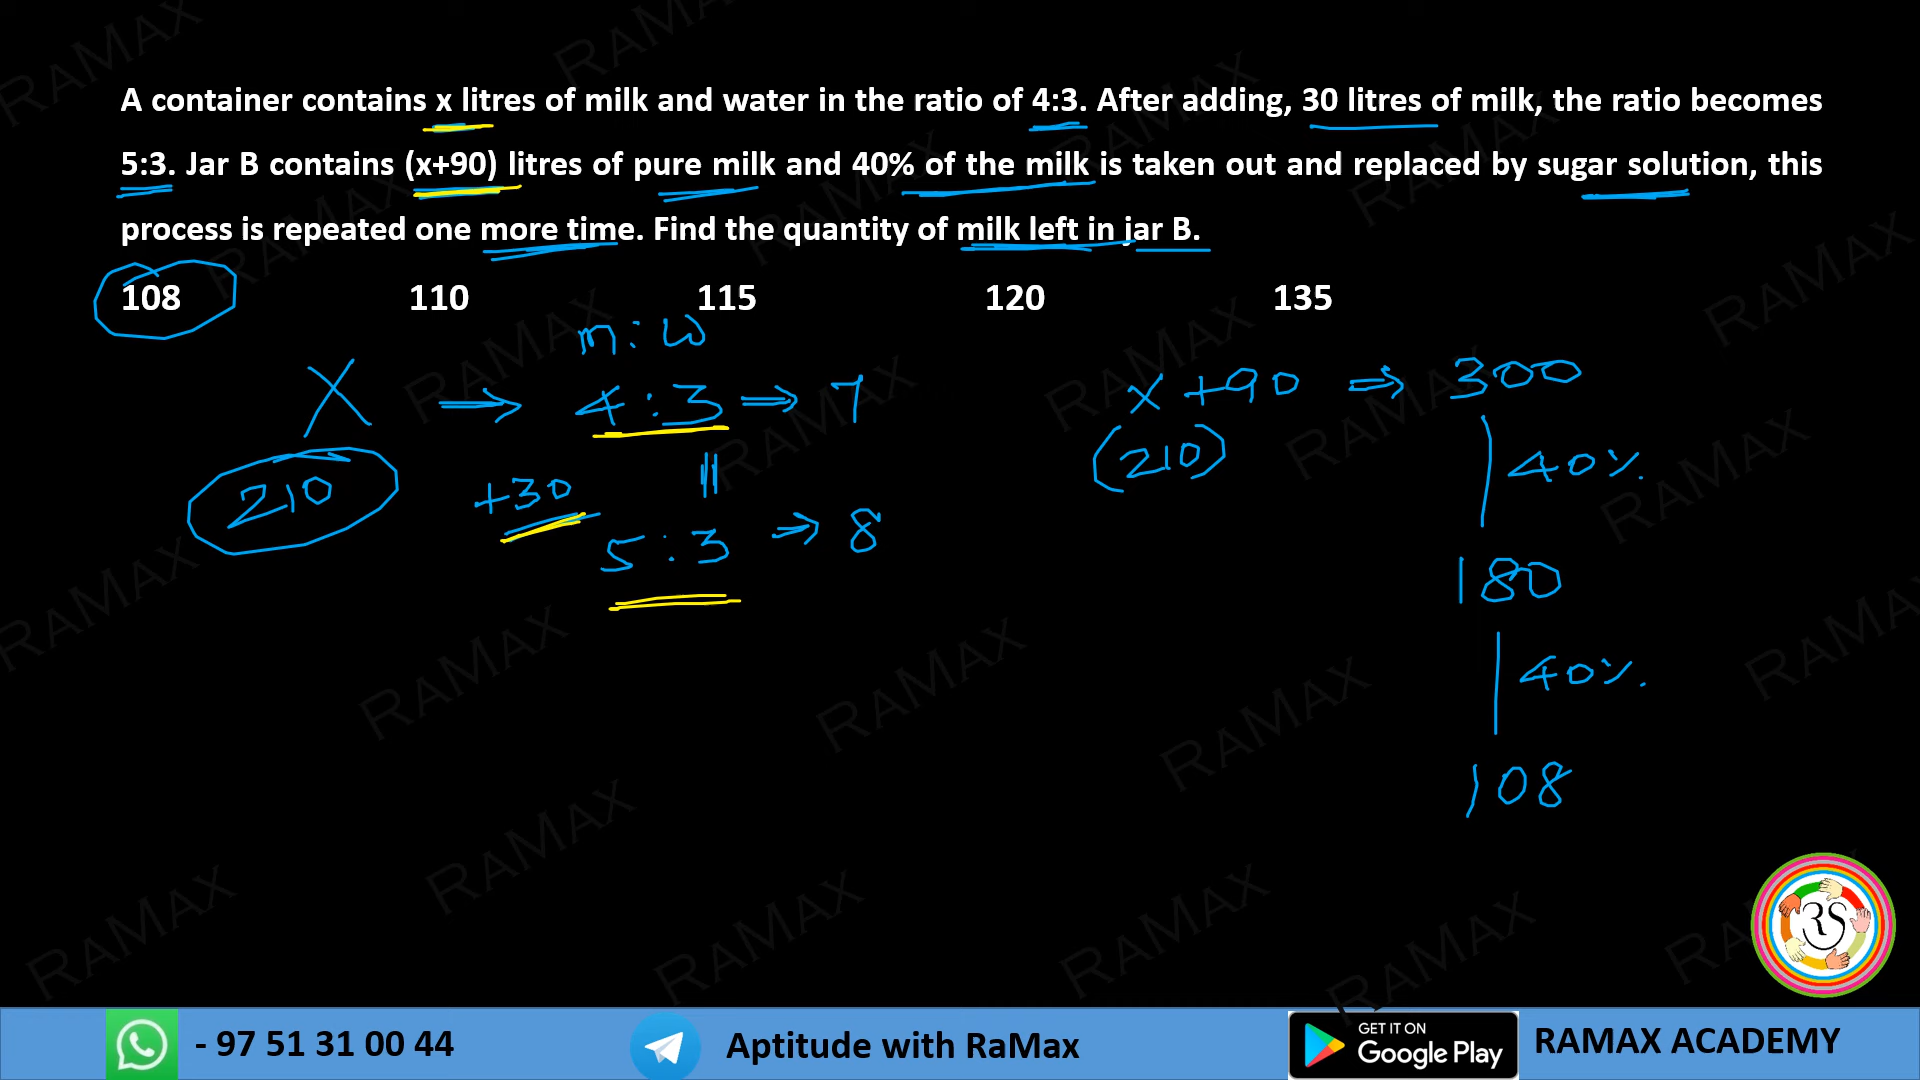 A container contains x litres of milk and water in the ratio of 4:3. After adding, 30 litres of milk, the ratio becomes
5:3. Jar B contains (x+90) litres of pure milk and 40% of the milk is taken out and replaced by sugar solution, this
process is repeated one more time. Find the quantity of milk left in jar B.
108 110 115 120 135
m : w
X ⇒ 4 : 3 ⇒ 7
x +90 ⇒ 300
(210)
40%
210
+30
||
5 : 3 ⇒ 8
180
40%
108
RS
- 97 51 31 00 44
Aptitude with RaMax
GET IT ON
Google Play
RAMAX ACADEMY
RAMAX